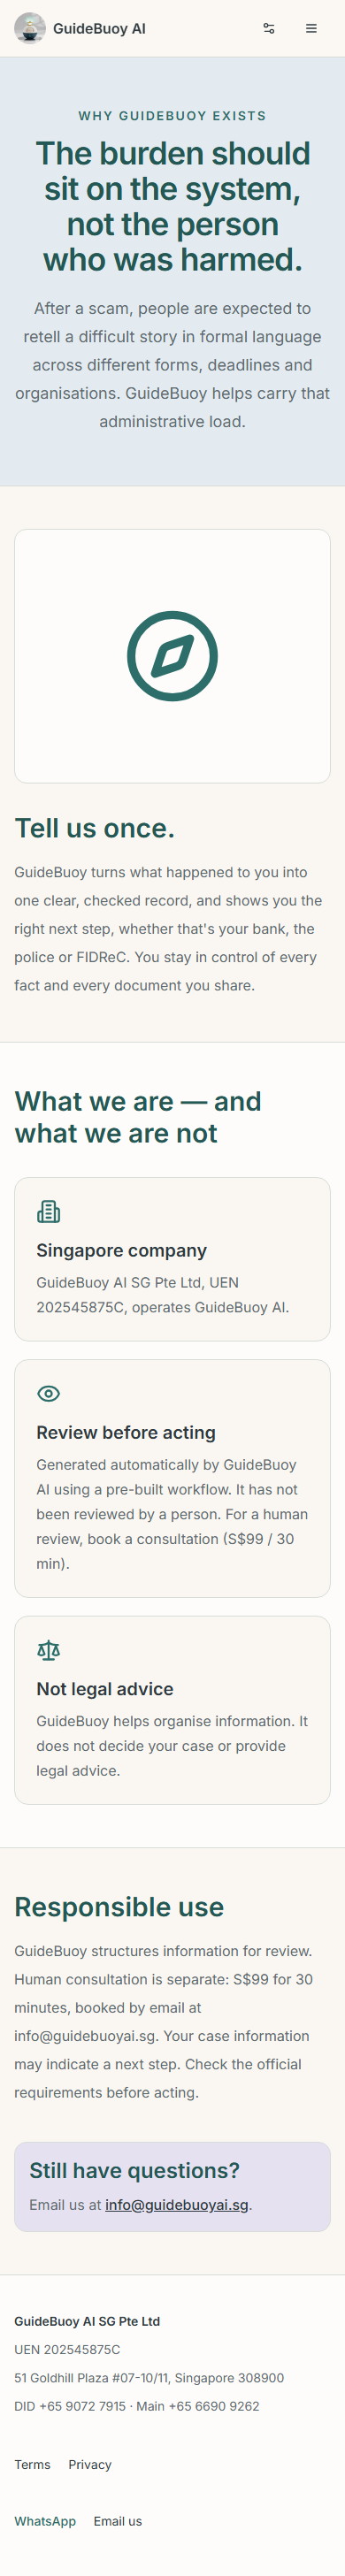 GuideBuoy AI
WHY GUIDEBUOY EXISTS
The burden should
sit on the system,
not the person
who was harmed.
After a scam, people are expected to
retell a difficult story in formal language
across different forms, deadlines and
organisations. GuideBuoy helps carry that
administrative load.
Tell us once.
GuideBuoy turns what happened to you into
one clear, checked record, and shows you the
right next step, whether that's your bank, the
police or FIDReC. You stay in control of every
fact and every document you share.
What we are — and
what we are not
Singapore company
GuideBuoy AI SG Pte Ltd, UEN
202545875C, operates GuideBuoy AI.
Review before acting
Generated automatically by GuideBuoy
AI using a pre-built workflow. It has not
been reviewed by a person. For a human
review, book a consultation (S$99 / 30
min).
Not legal advice
GuideBuoy helps organise information. It
does not decide your case or provide
legal advice.
Responsible use
GuideBuoy structures information for review.
Human consultation is separate: S$99 for 30
minutes, booked by email at
info@guidebuoyai.sg. Your case information
may indicate a next step. Check the official
requirements before acting.
Still have questions?
Email us at info@guidebuoyai.sg.
GuideBuoy AI SG Pte Ltd
UEN 202545875C
51 Goldhill Plaza #07-10/11, Singapore 308900
DID +65 9072 7915 · Main +65 6690 9262
Terms Privacy
WhatsApp Email us